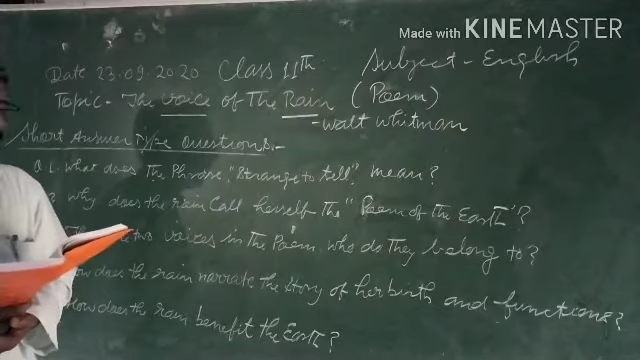 Made with KINEMASTER
Date 23.09.2020 Class 11th Subject - English
Topic - The voice of The Rain (Poem)
- Walt Whitman
Short Answer Type Questions:-
Q 1. What does The Phrase, "Strange to tell" mean?
? Why does the rain Call herself The "Poem of The Earth"?
two voices in The Poem. Who do They belong to?
How does the rain narrate the story of her birth and functions?
How does the rain benefit the Earth?